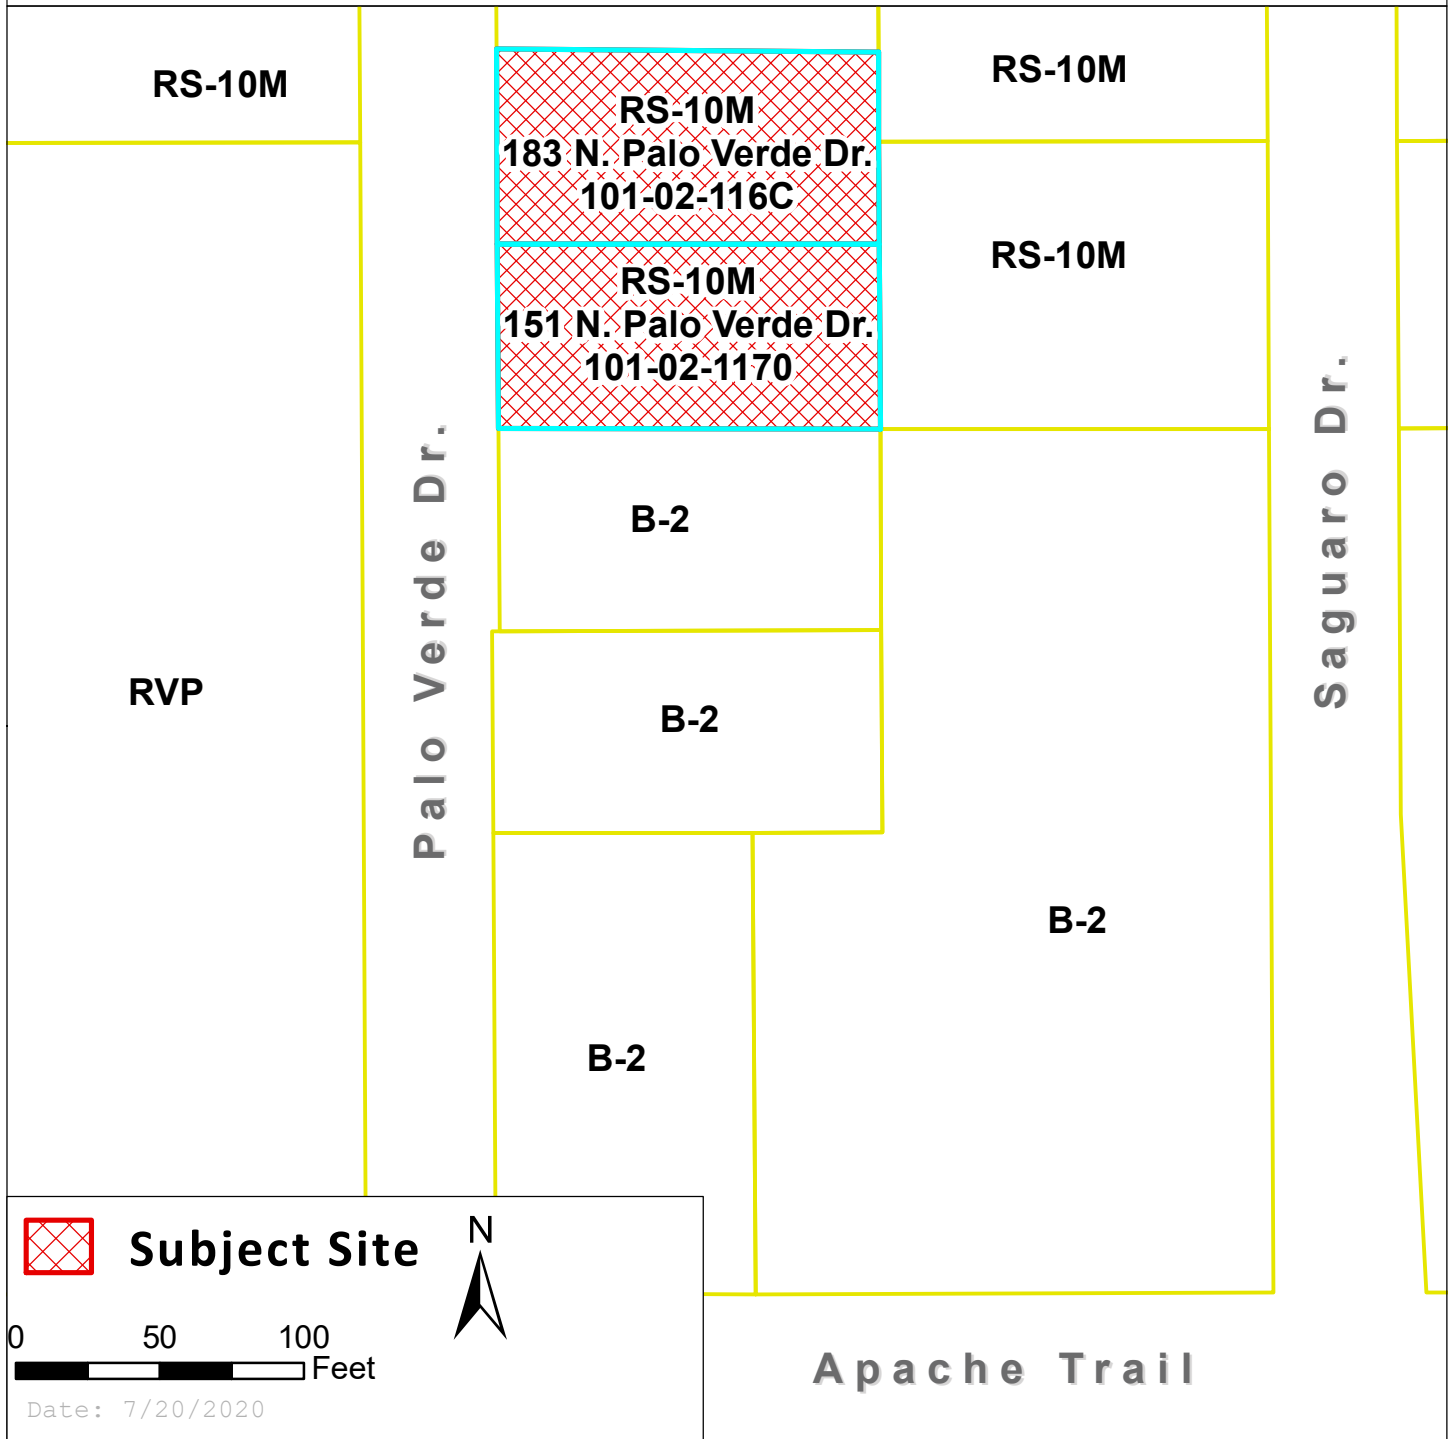 RS-10M
RS-10M
RS-10M
183 N. Palo Verde Dr.
101-02-116C
RS-10M
RS-10M
151 N. Palo Verde Dr.
101-02-1170
Palo Verde Dr.
Saguaro Dr.
B-2
RVP
B-2
B-2
B-2
Subject Site
N
0 50 100
Feet
Date: 7/20/2020
Apache Trail